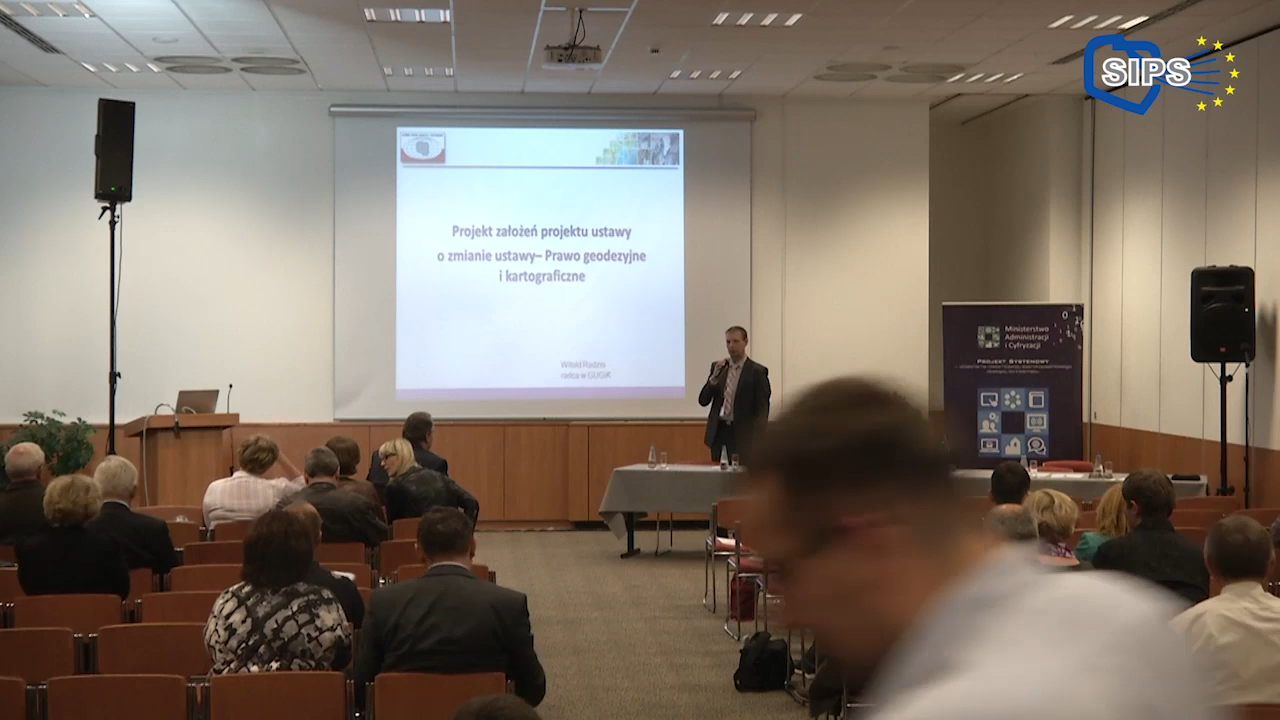 SIPS
Projekt założeń projektu ustawy
o zmianie ustawy– Prawo geodezyjne
i kartograficzne
Witold Radzio
radca w GUGiK
Ministerstwo
Administracji
i Cyfryzacji
Projekt Systemowy